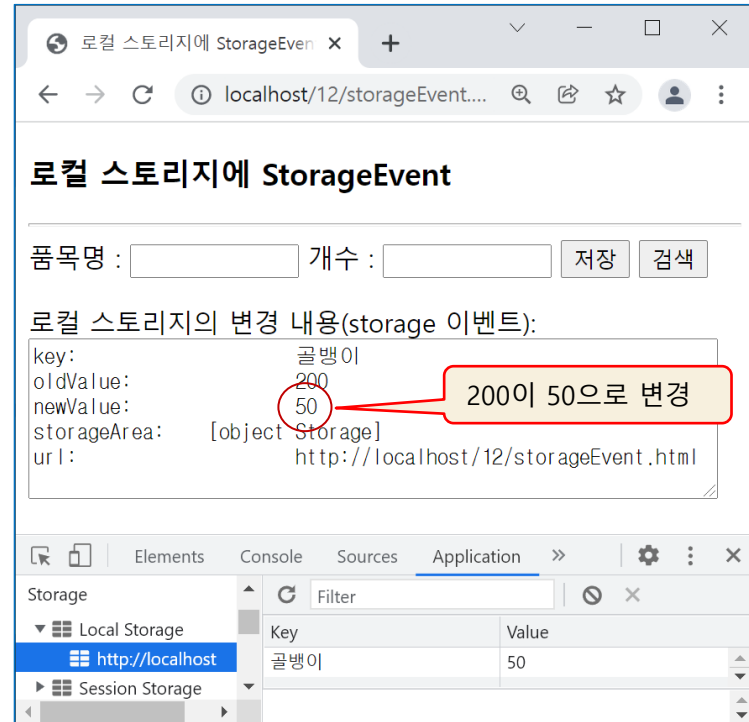 로컬 스토리지에 StorageEven
localhost/12/storageEvent....
로컬 스토리지에 StorageEvent
품목명 : 개수 : 저장 검색
로컬 스토리지의 변경 내용(storage 이벤트):
key: 골뱅이
oldValue: 200
newValue: 50
storageArea: [object Storage]
url: http://localhost/12/storageEvent.html
200이 50으로 변경
Elements Console Sources Application »
Storage
Filter
Local Storage
http://localhost
Session Storage
Key Value
골뱅이 50